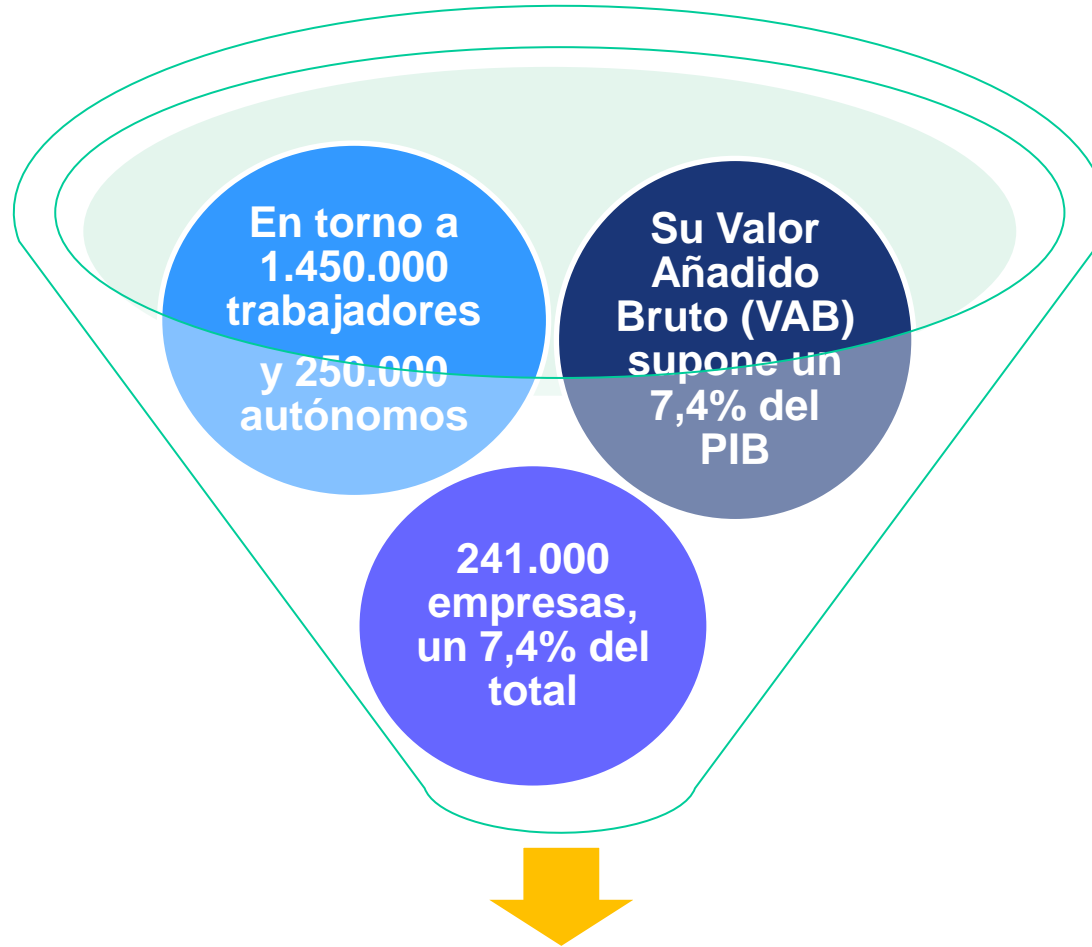 En torno a
1.450.000
trabajadores
y 250.000
autónomos
Su Valor
Añadido
Bruto (VAB)
supone un
7,4% del
PIB
241.000
empresas,
un 7,4% del
total